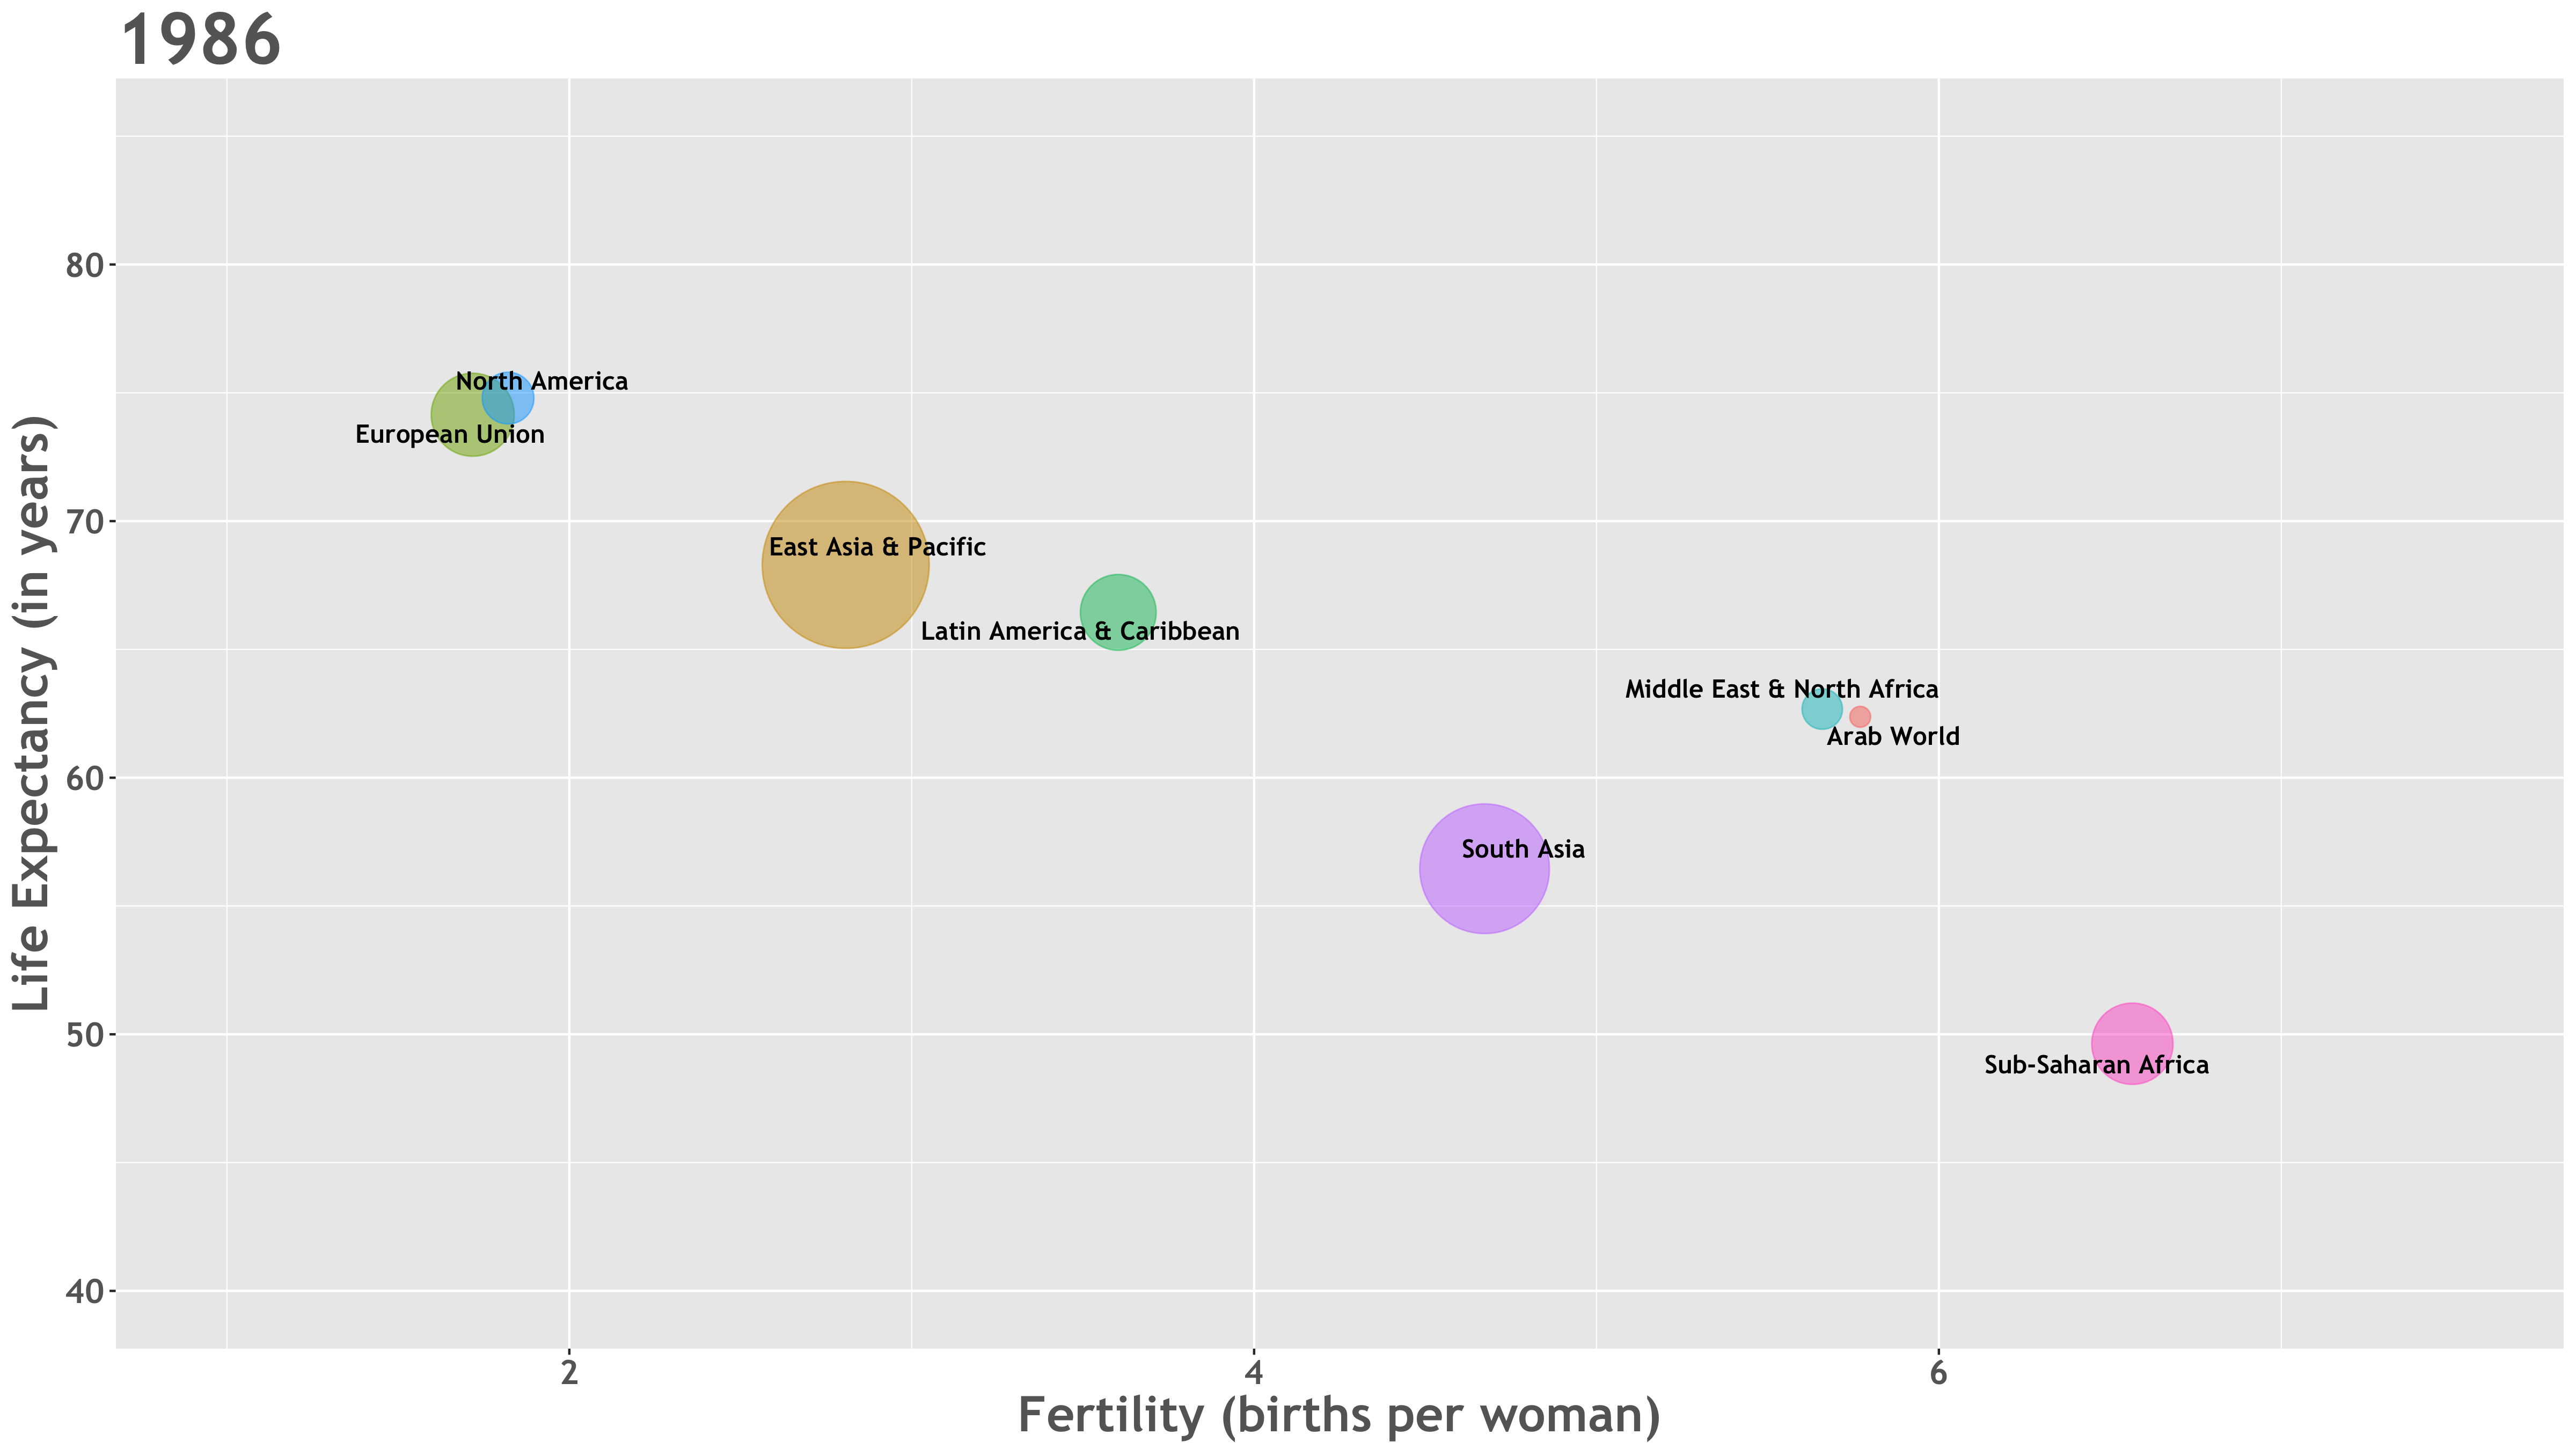 1986
Life Expectancy (in years)
80
70
60
50
40
North America
European Union
East Asia & Pacific
Latin America & Caribbean
Middle East & North Africa
Arab World
South Asia
Sub-Saharan Africa
2
4
6
Fertility (births per woman)